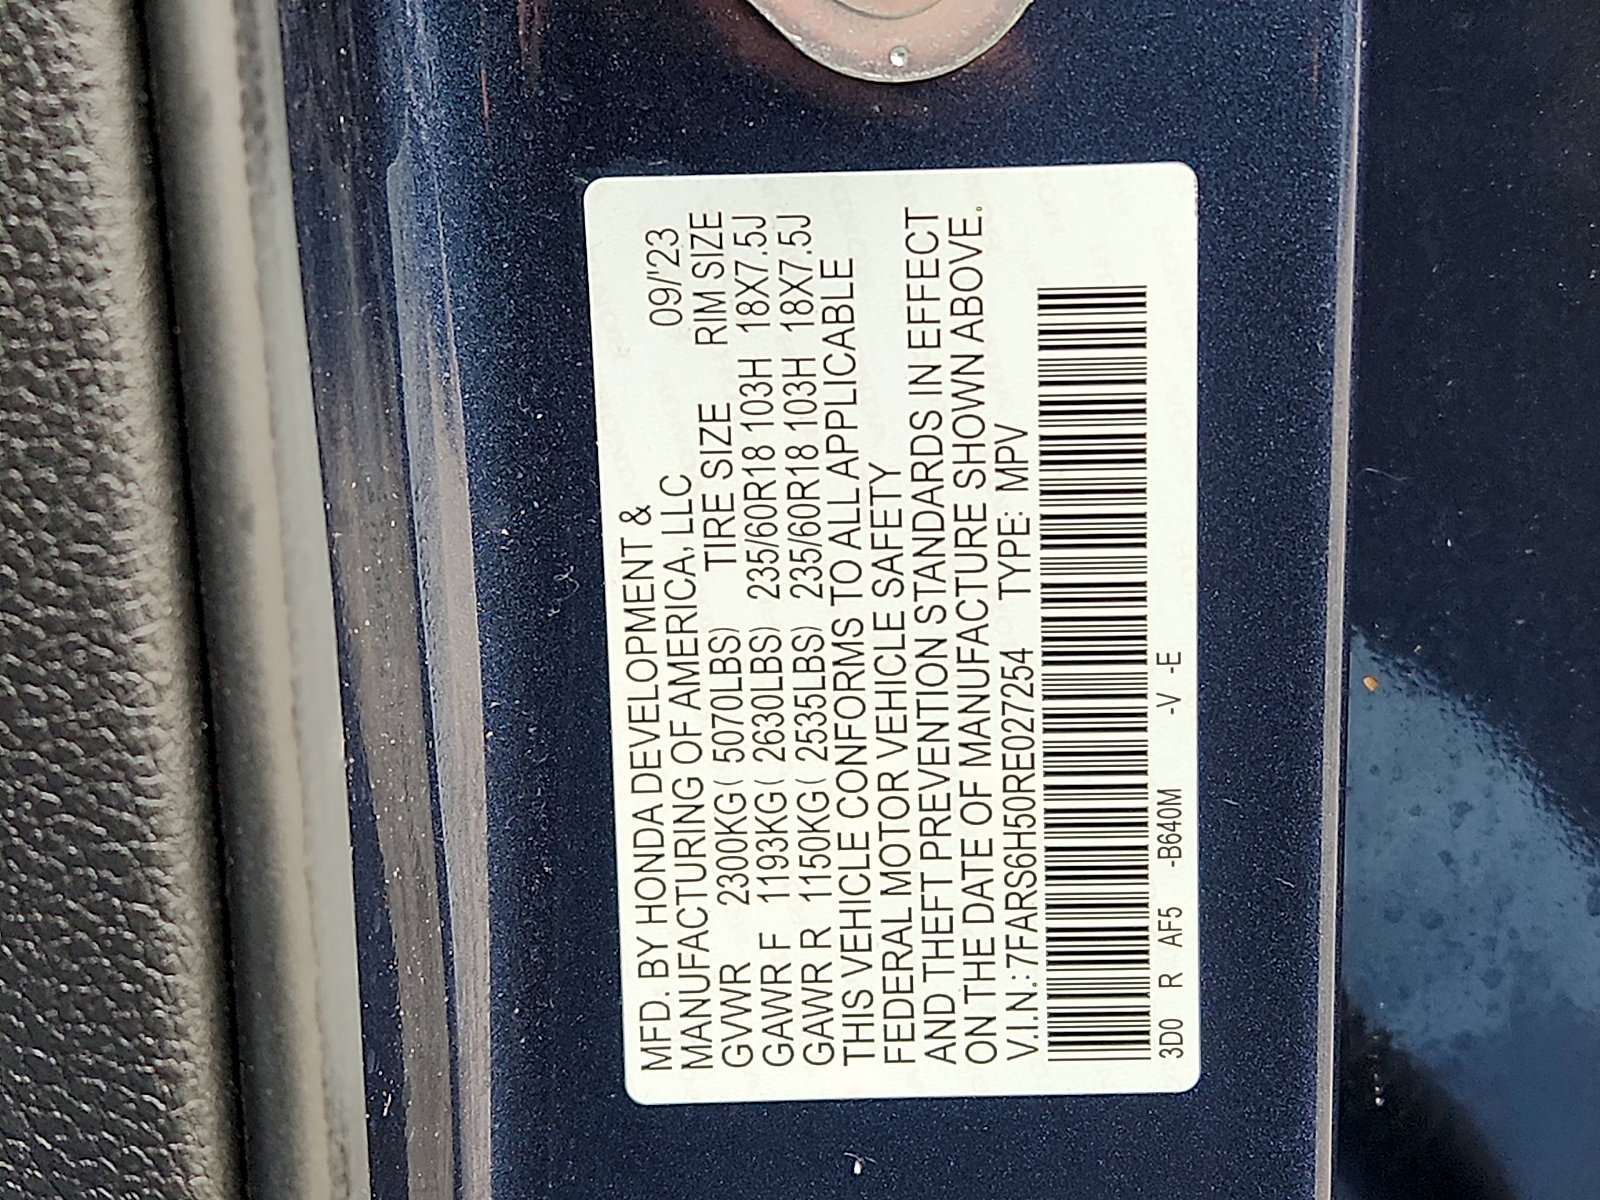 MFD. BY HONDA DEVELOPMENT &
MANUFACTURING OF AMERICA, LLC 09/'23
GVWR 2300KG ( 5070LBS) TIRE SIZE RIM SIZE
GAWR F 1193KG ( 2630LBS) 235/60R18 103H 18X7.5J
GAWR R 1150KG ( 2535LBS) 235/60R18 103H 18X7.5J
THIS VEHICLE CONFORMS TO ALL APPLICABLE
FEDERAL MOTOR VEHICLE SAFETY
AND THEFT PREVENTION STANDARDS IN EFFECT
ON THE DATE OF MANUFACTURE SHOWN ABOVE.
V.I.N.:7FARS6H50RE027254 TYPE: MPV
3D0 R AF5 -B640M -V -E